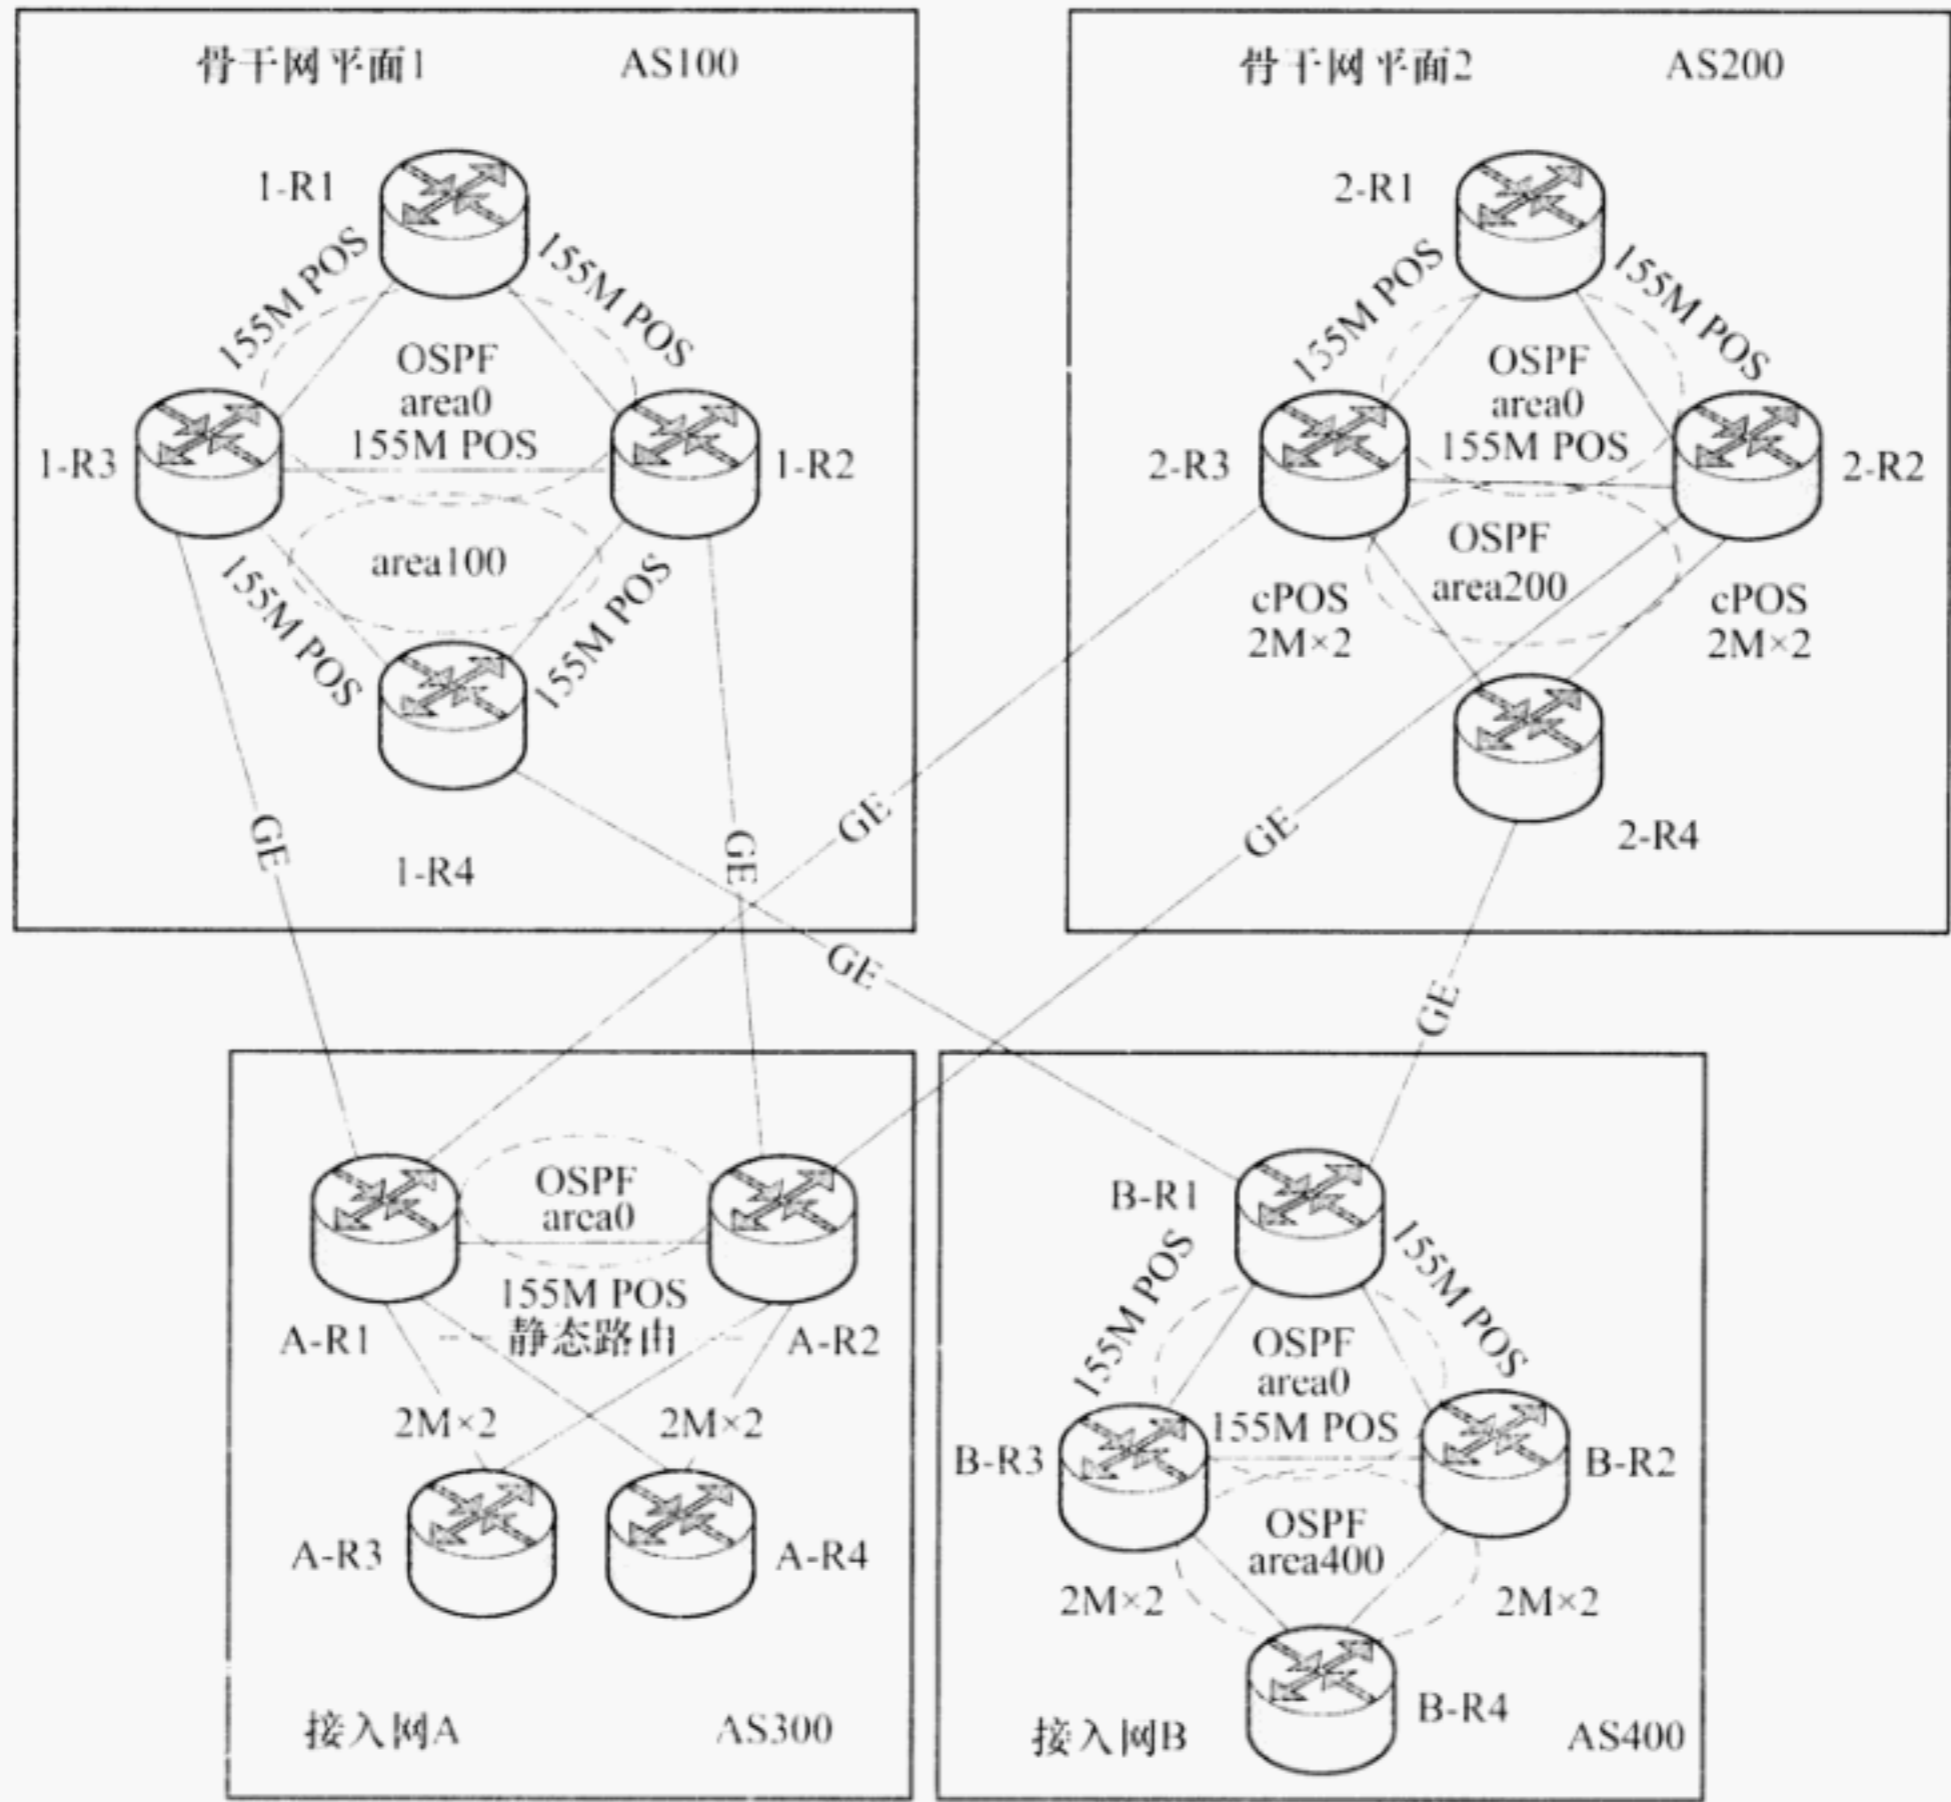 骨干网平面1 AS100
1-R1
155M POS
155M POS
OSPF
area0
155M POS
1-R3
1-R2
area100
155M POS
155M POS
1-R4
骨干网平面2 AS200
2-R1
155M POS
155M POS
OSPF
area0
155M POS
2-R3
2-R2
OSPF
area200
cPOS
2M×2
cPOS
2M×2
2-R4
GE
GE
GE
GE
GE
GE
OSPF
area0
155M POS
静态路由
A-R1
A-R2
2M×2
2M×2
A-R3
A-R4
接入网A AS300
B-R1
155M POS
155M POS
OSPF
area0
155M POS
B-R3
B-R2
OSPF
area400
2M×2
2M×2
B-R4
接入网B AS400